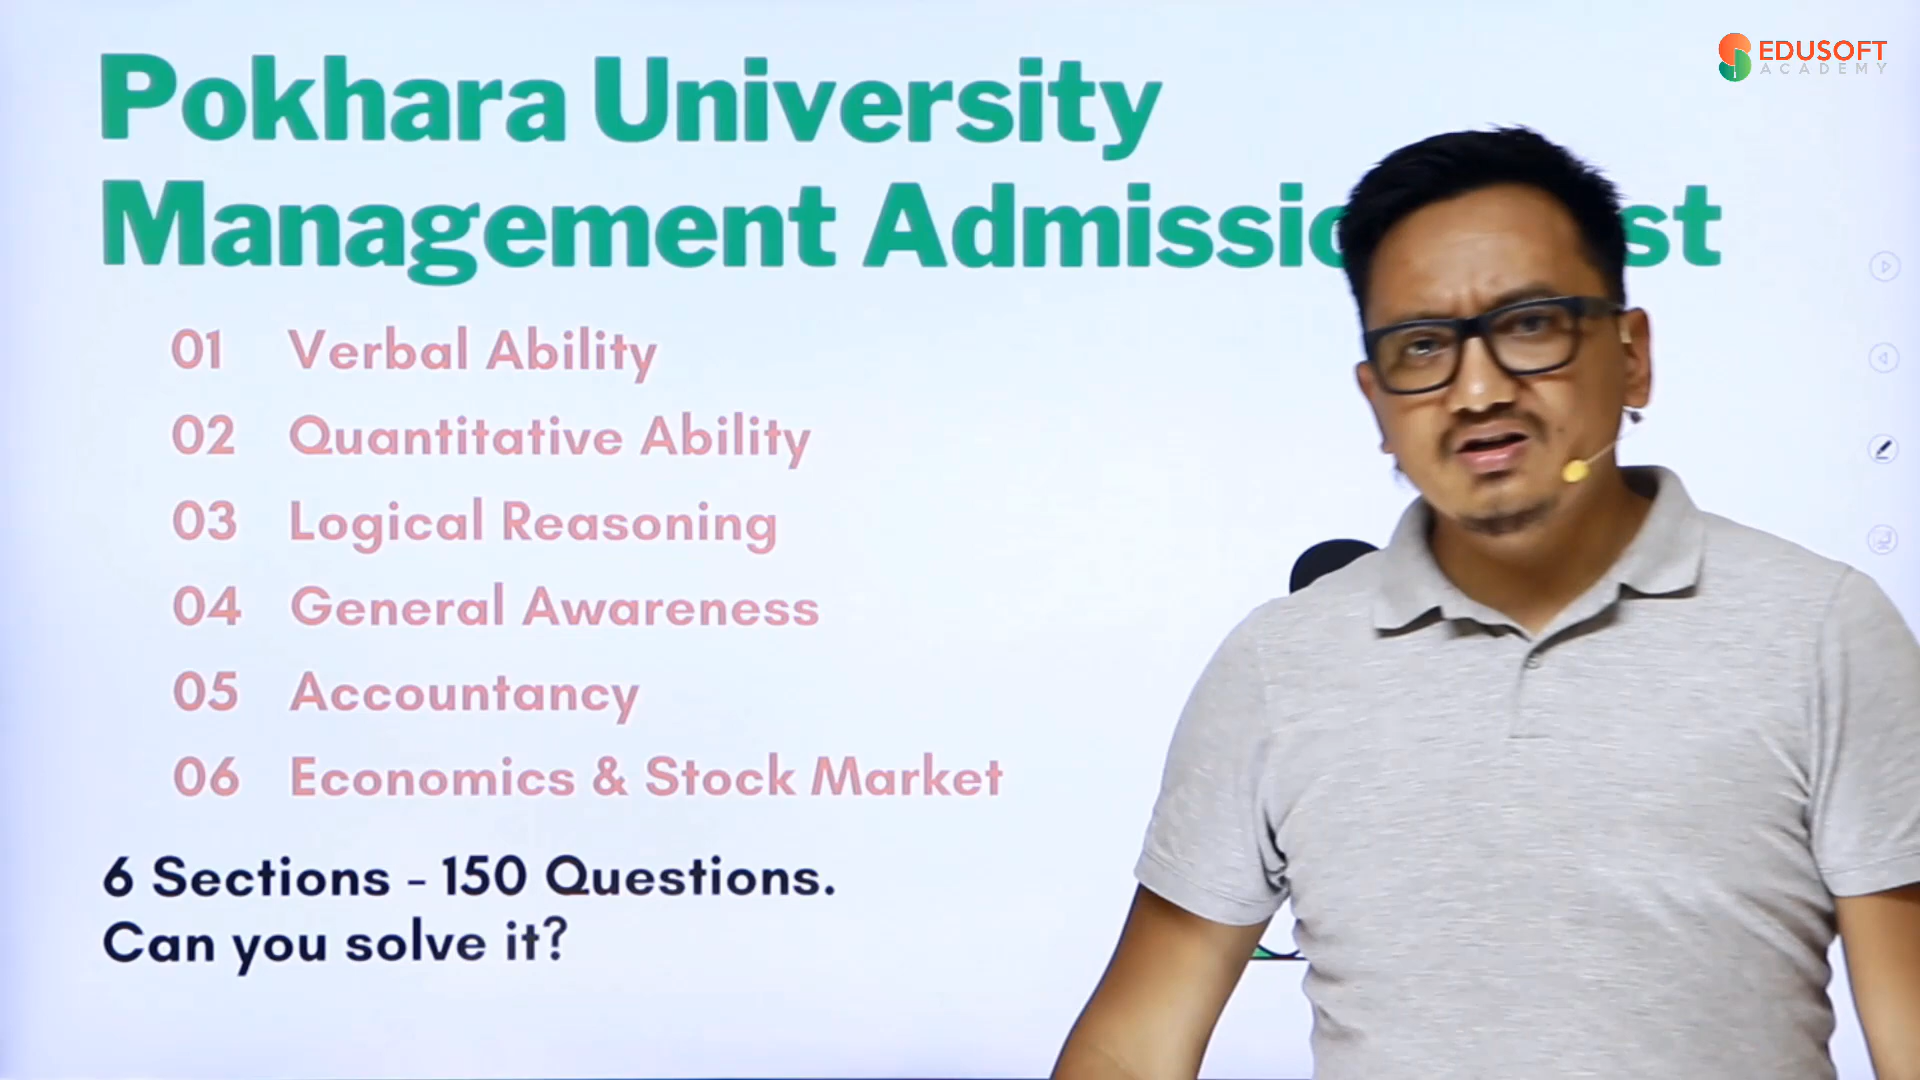 EDUSOFT
ACADEMY
Pokhara University
Management Admissio st
01 Verbal Ability
02 Quantitative Ability
03 Logical Reasoning
04 General Awareness
05 Accountancy
06 Economics & Stock Market
6 Sections - 150 Questions.
Can you solve it?